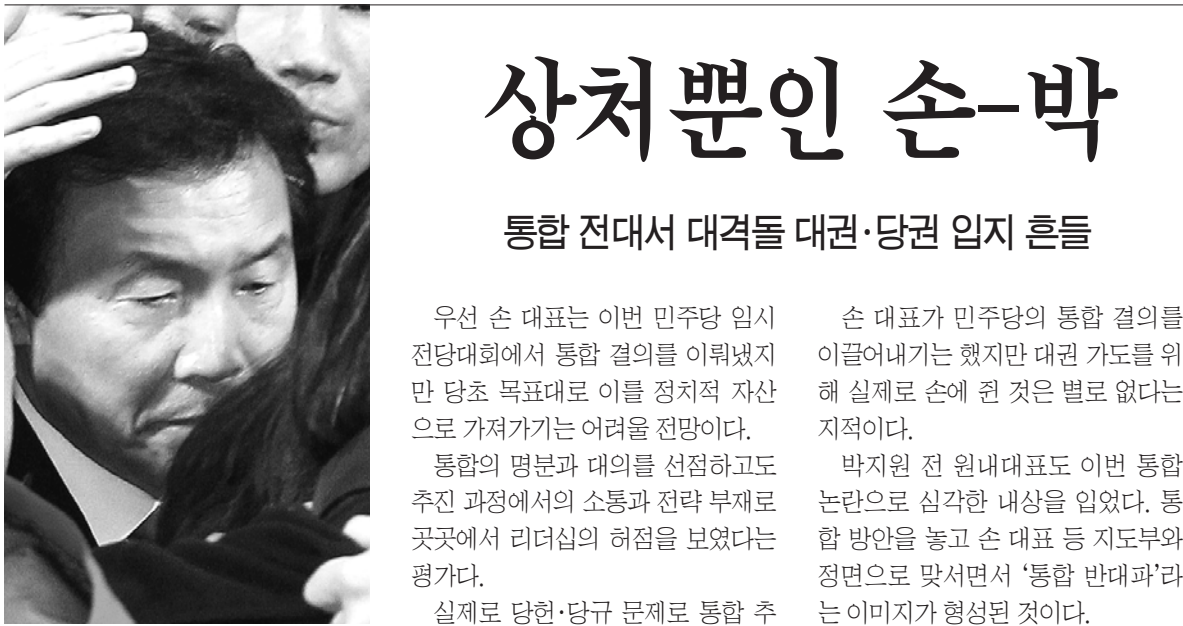 상처뿐인 손-박
통합 전대서 대격돌 대권·당권 입지 흔들
우선 손 대표는 이번 민주당 임시
전당대회에서 통합 결의를 이뤄냈지
만 당초 목표대로 이를 정치적 자산
으로 가져가기는 어려울 전망이다.
통합의 명분과 대의를 선점하고도
추진 과정에서의 소통과 전략 부재로
곳곳에서 리더십의 허점을 보였다는
평가다.
실제로 당헌·당규 문제로 통합 추
손 대표가 민주당의 통합 결의를
이끌어내기는 했지만 대권 가도를 위
해 실제로 손에 쥔 것은 별로 없다는
지적이다.
박지원 전 원내대표도 이번 통합
논란으로 심각한 내상을 입었다. 통
합 방안을 놓고 손 대표 등 지도부와
정면으로 맞서면서 ‘통합 반대파’라
는 이미지가 형성된 것이다.